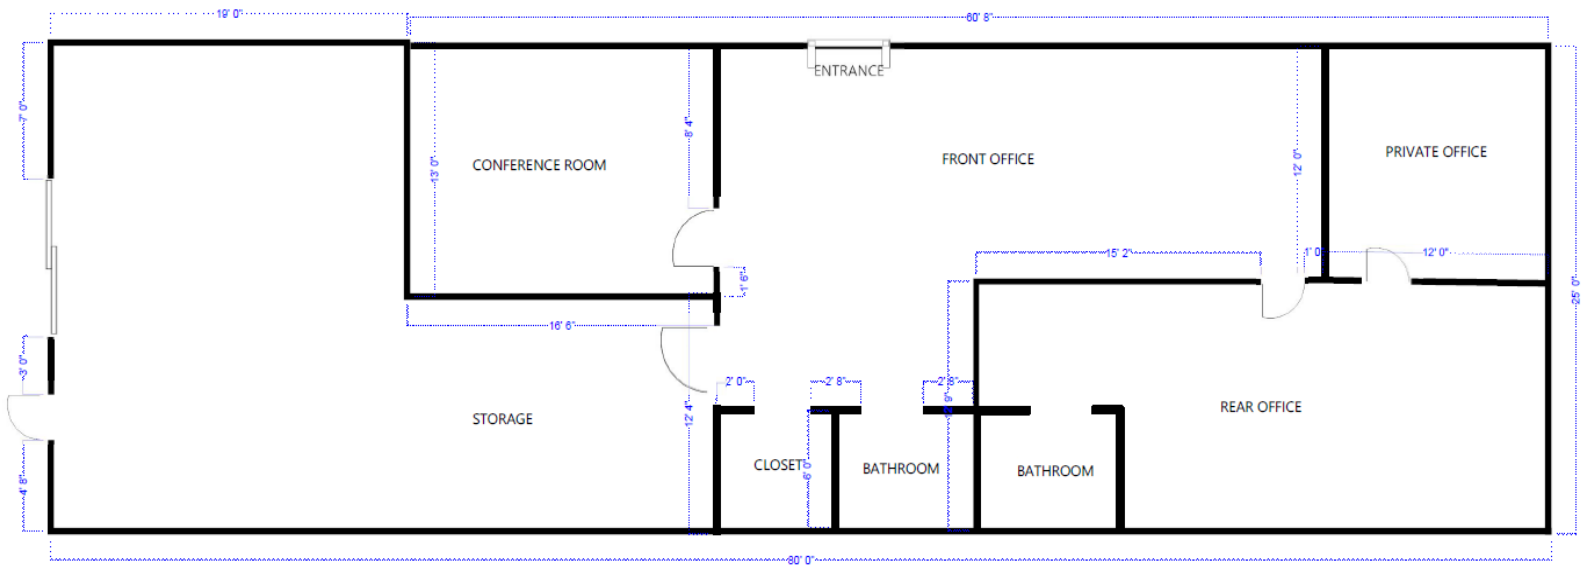 19' 0"
60' 8"
ENTRANCE
7' 0"
8' 4"
13' 0"
12' 0"
CONFERENCE ROOM
FRONT OFFICE
PRIVATE OFFICE
15' 2"
1' 0
12' 0"
1' 6"
25' 0"
16' 6"
3' 0"
2' 0"
2' 8"
2' 8"
12' 9"
12' 4"
STORAGE
REAR OFFICE
CLOSET
BATHROOM
BATHROOM
6' 0"
4' 8"
80' 0"